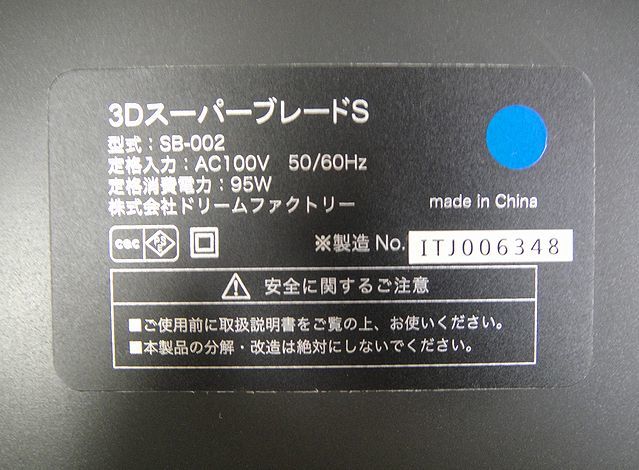 3DスーパーブレードS
型式：SB-002
定格入力：AC100V 50/60Hz
定格消費電力：95W
株式会社ドリームファクトリー
made in China
※製造 No. ITJ006348
安全に関するご注意
■ご使用前に取扱説明書をご覧の上、お使いください。
■本製品の分解・改造は絶対にしないでください。